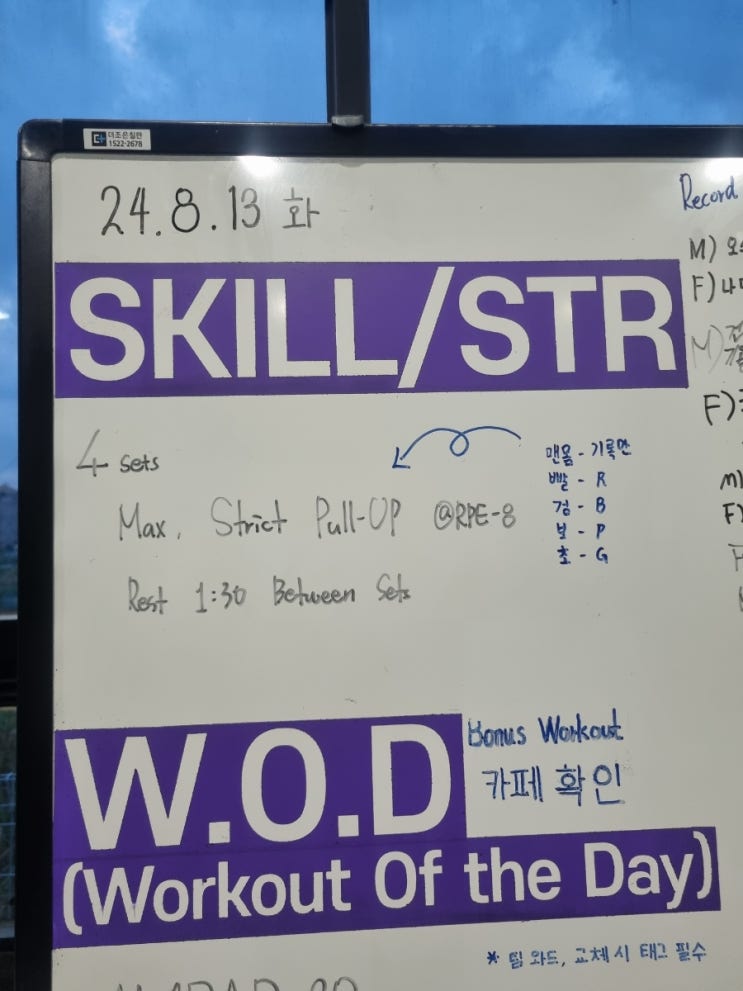 더조은칠판
1522-2678
24.8.13 화
Record
M) 오
F) 나
SKILL/STR
M)
F)
4 sets
Max. Strict Pull-UP @RPE-8
Rest 1:30 Between Sets
맨몸 - 기록만
빨 - R
검 - B
보 - P
초 - G
M)
F)
W.O.D
Bonus Workout
카페 확인
(Workout Of the Day)
* 팀 와드, 교체 시 태그 필수